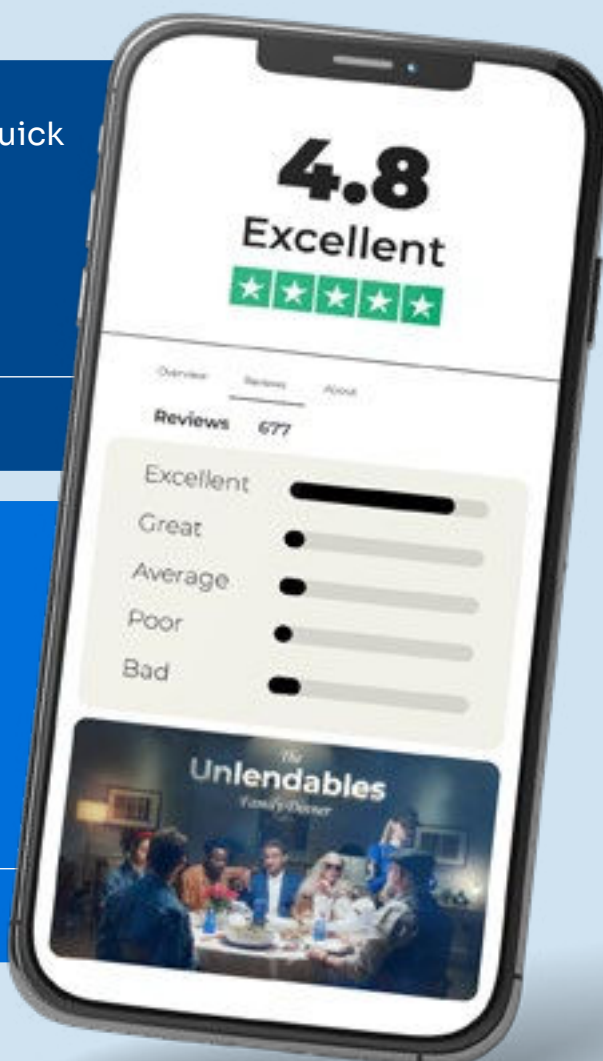 uick
4.8
Excellent
Overview Reviews About
Reviews 677
Excellent
Great
Average
Poor
Bad
The
Unlendables
Family Dinner